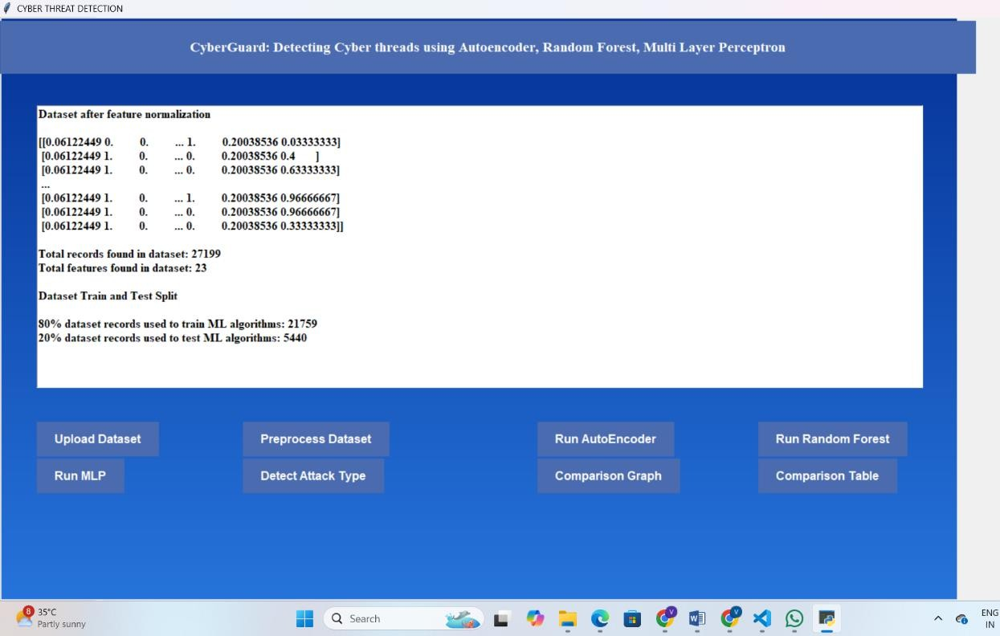 CYBER THREAT DETECTION
CyberGuard: Detecting Cyber threads using Autoencoder, Random Forest, Multi Layer Perceptron
Dataset after feature normalization
[[0.06122449 0. 0. ... 1. 0.20038536 0.03333333]
[0.06122449 1. 0. ... 0. 0.20038536 0.4 ]
[0.06122449 1. 0. ... 0. 0.20038536 0.63333333]
...
[0.06122449 1. 0. ... 1. 0.20038536 0.96666667]
[0.06122449 1. 0. ... 0. 0.20038536 0.96666667]
[0.06122449 1. 0. ... 0. 0.20038536 0.33333333]]
Total records found in dataset: 27199
Total features found in dataset: 23
Dataset Train and Test Split
80% dataset records used to train ML algorithms: 21759
20% dataset records used to test ML algorithms: 5440
Upload Dataset Preprocess Dataset Run AutoEncoder Run Random Forest
Run MLP Detect Attack Type Comparison Graph Comparison Table
8 35°C
Partly sunny
Search
V V
ENG
IN